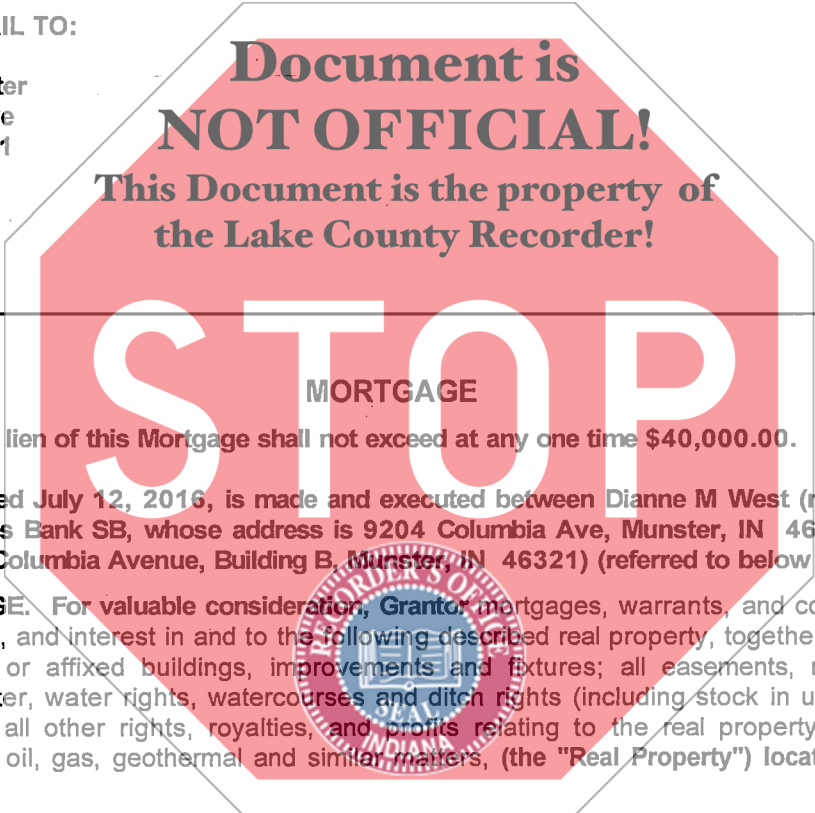 IL TO:
Document is
ter
e
NOT OFFICIAL!
1
This Document is the property of
the Lake County Recorder!
STOP
MORTGAGE
lien of this Mortgage shall not exceed at any one time $40,000.00.
ed July 12, 2016, is made and executed between Dianne M West (r
s Bank SB, whose address is 9204 Columbia Ave, Munster, IN 46
Columbia Avenue, Building B, Munster, IN 46321) (referred to below
GE. For valuable consideration, Grantor mortgages, warrants, and co
, and interest in and to the following described real property, togethe
or affixed buildings, improvements and fixtures; all easements, r
er, water rights, watercourses and ditch rights (including stock in u
all other rights, royalties, and profits relating to the real property
oil, gas, geothermal and similar matters, (the "Real Property") locat
RECORDER'S OFFICE
SEAL
INDIANA